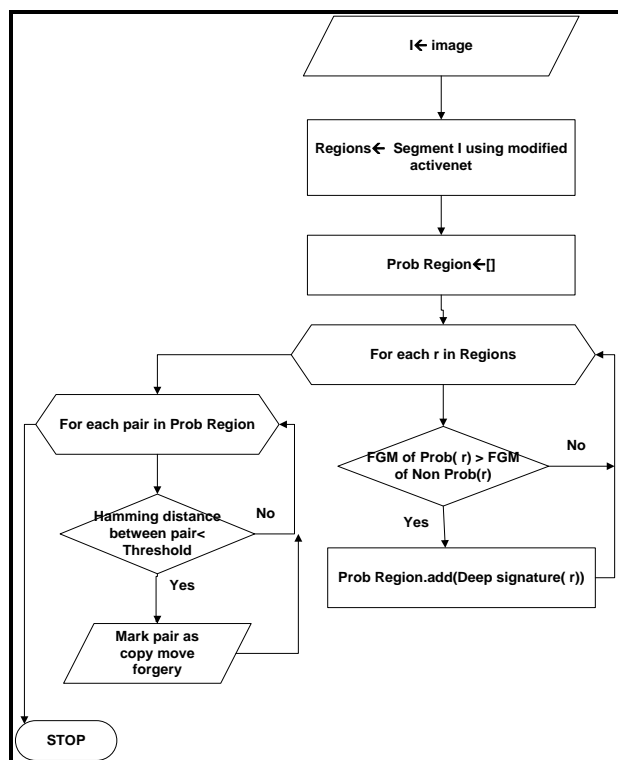 I← image
Regions← Segment I using modified
activenet
Prob Region←[]
For each r in Regions
For each pair in Prob Region
FGM of Prob( r) > FGM
of Non Prob(r)
No
Yes
Hamming distance
between pair<
Threshold
No
Yes
Prob Region.add(Deep signature( r))
Mark pair as
copy move
forgery
STOP